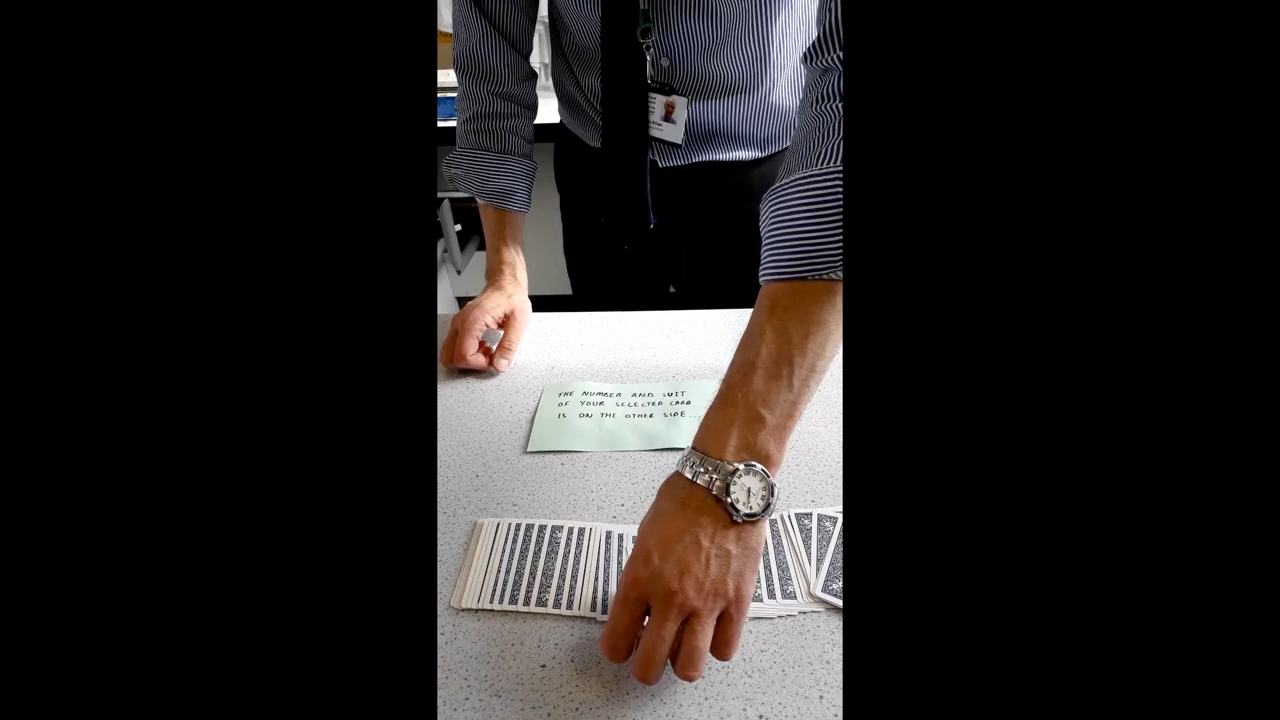 THE NUMBER AND SUIT
OF YOUR SELECTED CARD
IS ON THE OTHER SIDE...